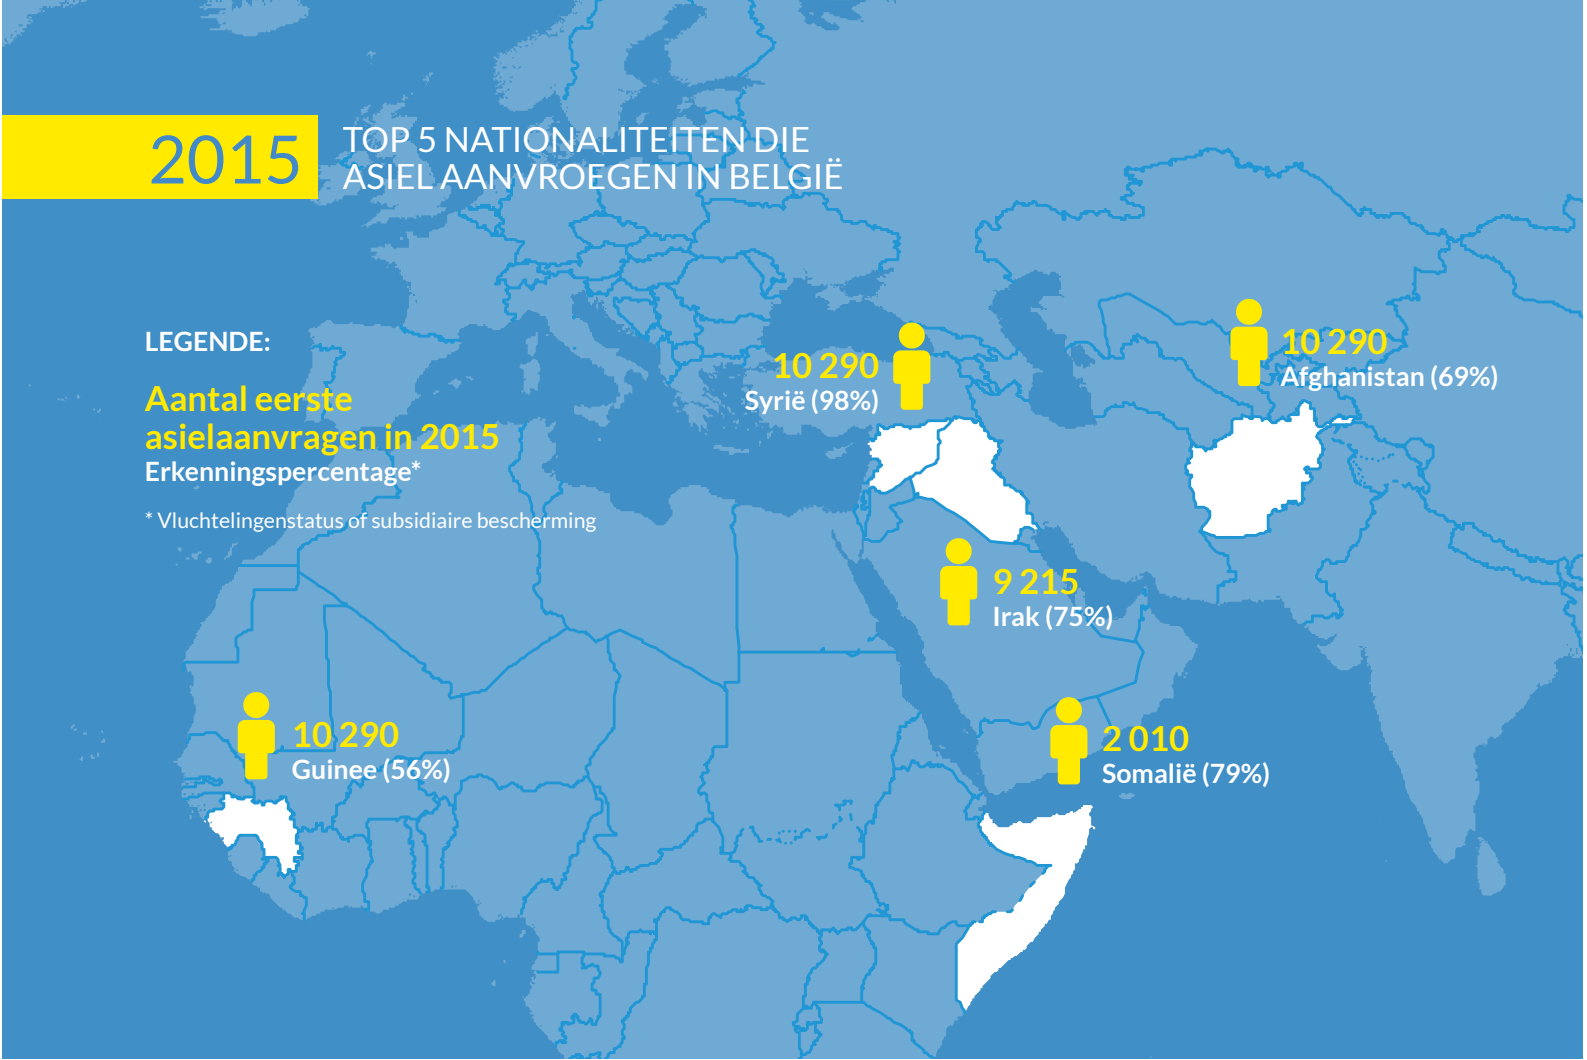 2015
TOP 5 NATIONALITEITEN DIE
ASIEL AANVROEGEN IN BELGIË
LEGENDE:
Aantal eerste
asielaanvragen in 2015
Erkenningspercentage*
* Vluchtelingenstatus of subsidiaire bescherming
10 290
Syrië (98%)
10 290
Afghanistan (69%)
9 215
Irak (75%)
10 290
Guinee (56%)
2 010
Somalië (79%)